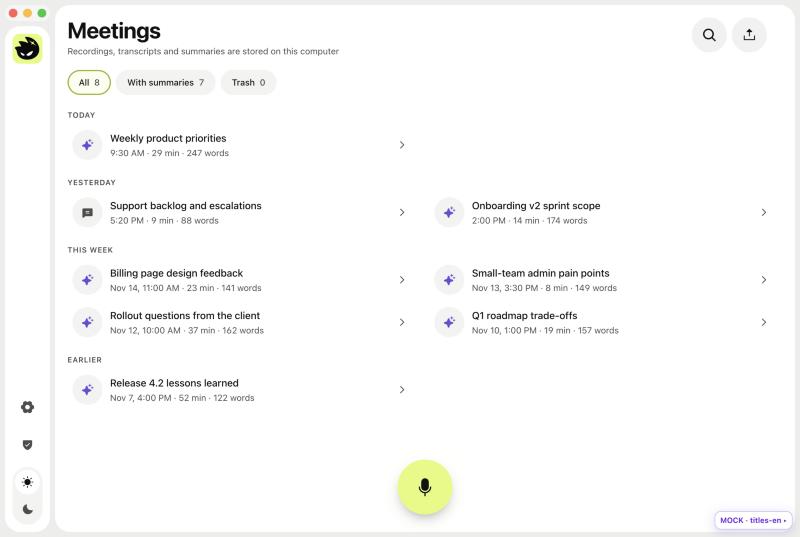 Meetings
Recordings, transcripts and summaries are stored on this computer
All 8
With summaries 7
Trash 0
TODAY
Weekly product priorities
9:30 AM · 29 min · 247 words
YESTERDAY
Support backlog and escalations
5:20 PM · 9 min · 88 words
Onboarding v2 sprint scope
2:00 PM · 14 min · 174 words
THIS WEEK
Billing page design feedback
Nov 14, 11:00 AM · 23 min · 141 words
Small-team admin pain points
Nov 13, 3:30 PM · 8 min · 149 words
Rollout questions from the client
Nov 12, 10:00 AM · 37 min · 162 words
Q1 roadmap trade-offs
Nov 10, 1:00 PM · 19 min · 157 words
EARLIER
Release 4.2 lessons learned
Nov 7, 4:00 PM · 52 min · 122 words
MOCK · titles-en